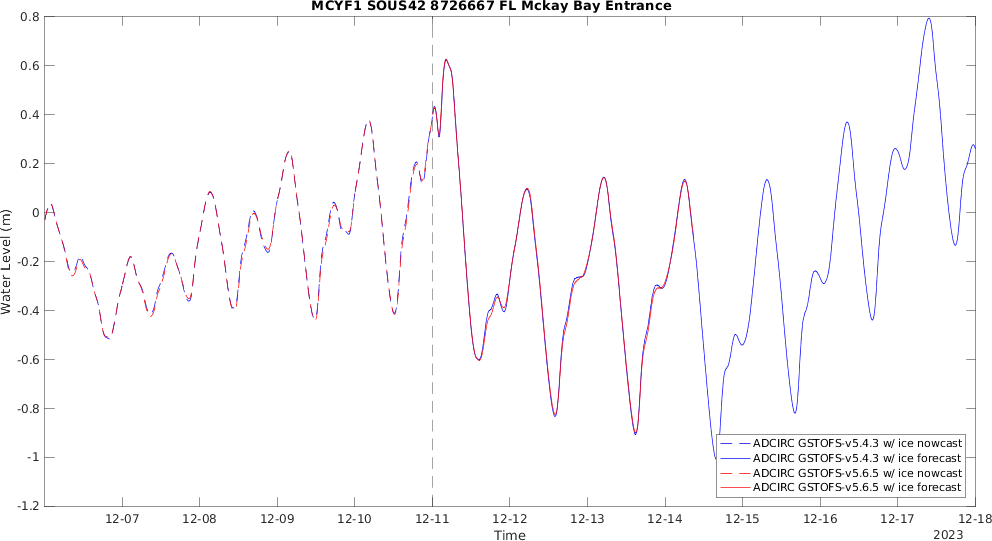 MCYF1 SOUS42 8726667 FL Mckay Bay Entrance
0.8
0.6
0.4
0.2
0
-0.2
-0.4
-0.6
-0.8
-1
-1.2
Water Level (m)
ADCIRC GSTOFS-v5.4.3 w/ ice nowcast
ADCIRC GSTOFS-v5.4.3 w/ ice forecast
ADCIRC GSTOFS-v5.6.5 w/ ice nowcast
ADCIRC GSTOFS-v5.6.5 w/ ice forecast
12-07 12-08 12-09 12-10 12-11 12-12 12-13 12-14 12-15 12-16 12-17 12-18
Time
2023